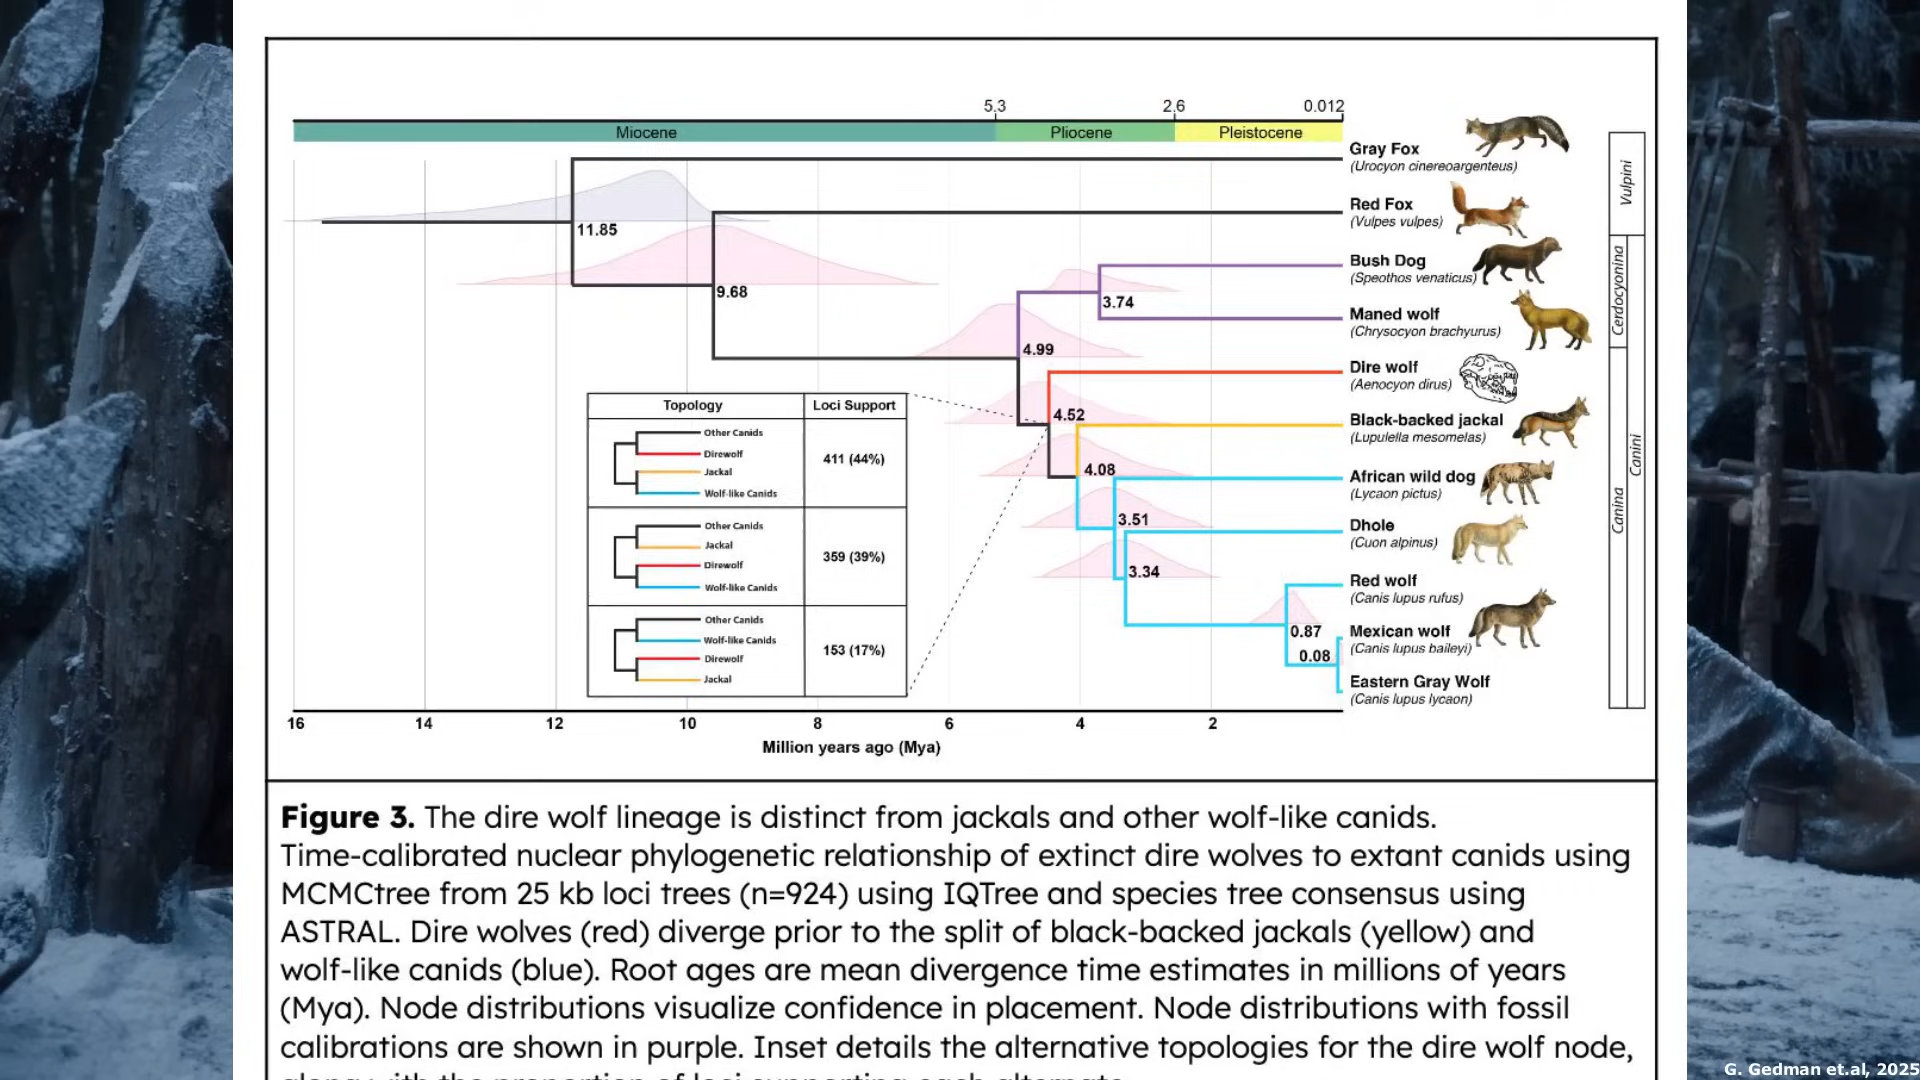 5.3 2.6 0.012
Miocene Pliocene Pleistocene
Gray Fox
(Urocyon cinereoargenteus)
Red Fox
(Vulpes vulpes)
Bush Dog
(Speothos venaticus)
Maned wolf
(Chrysocyon brachyurus)
Dire wolf
(Aenocyon dirus)
Black-backed jackal
(Lupulella mesomelas)
African wild dog
(Lycaon pictus)
Dhole
(Cuon alpinus)
Red wolf
(Canis lupus rufus)
Mexican wolf
(Canis lupus baileyi)
Eastern Gray Wolf
(Canis lupus lycaon)
Vulpini
Cerdocyonina
Canina
Canini
11.85
9.68
3.74
4.99
4.52
4.08
3.51
3.34
0.87
0.08
Topology Loci Support
Other Canids
Direwolf
Jackal
Wolf-like Canids
411 (44%)
Other Canids
Jackal
Direwolf
Wolf-like Canids
359 (39%)
Other Canids
Wolf-like Canids
Direwolf
Jackal
153 (17%)
16 14 12 10 8 6 4 2
Million years ago (Mya)
Figure 3. The dire wolf lineage is distinct from jackals and other wolf-like canids.
Time-calibrated nuclear phylogenetic relationship of extinct dire wolves to extant canids using
MCMCtree from 25 kb loci trees (n=924) using IQTree and species tree consensus using
ASTRAL. Dire wolves (red) diverge prior to the split of black-backed jackals (yellow) and
wolf-like canids (blue). Root ages are mean divergence time estimates in millions of years
(Mya). Node distributions visualize confidence in placement. Node distributions with fossil
calibrations are shown in purple. Inset details the alternative topologies for the dire wolf node,
along with the proportion of loci supporting each alternate.
G. Gedman et.al, 2025